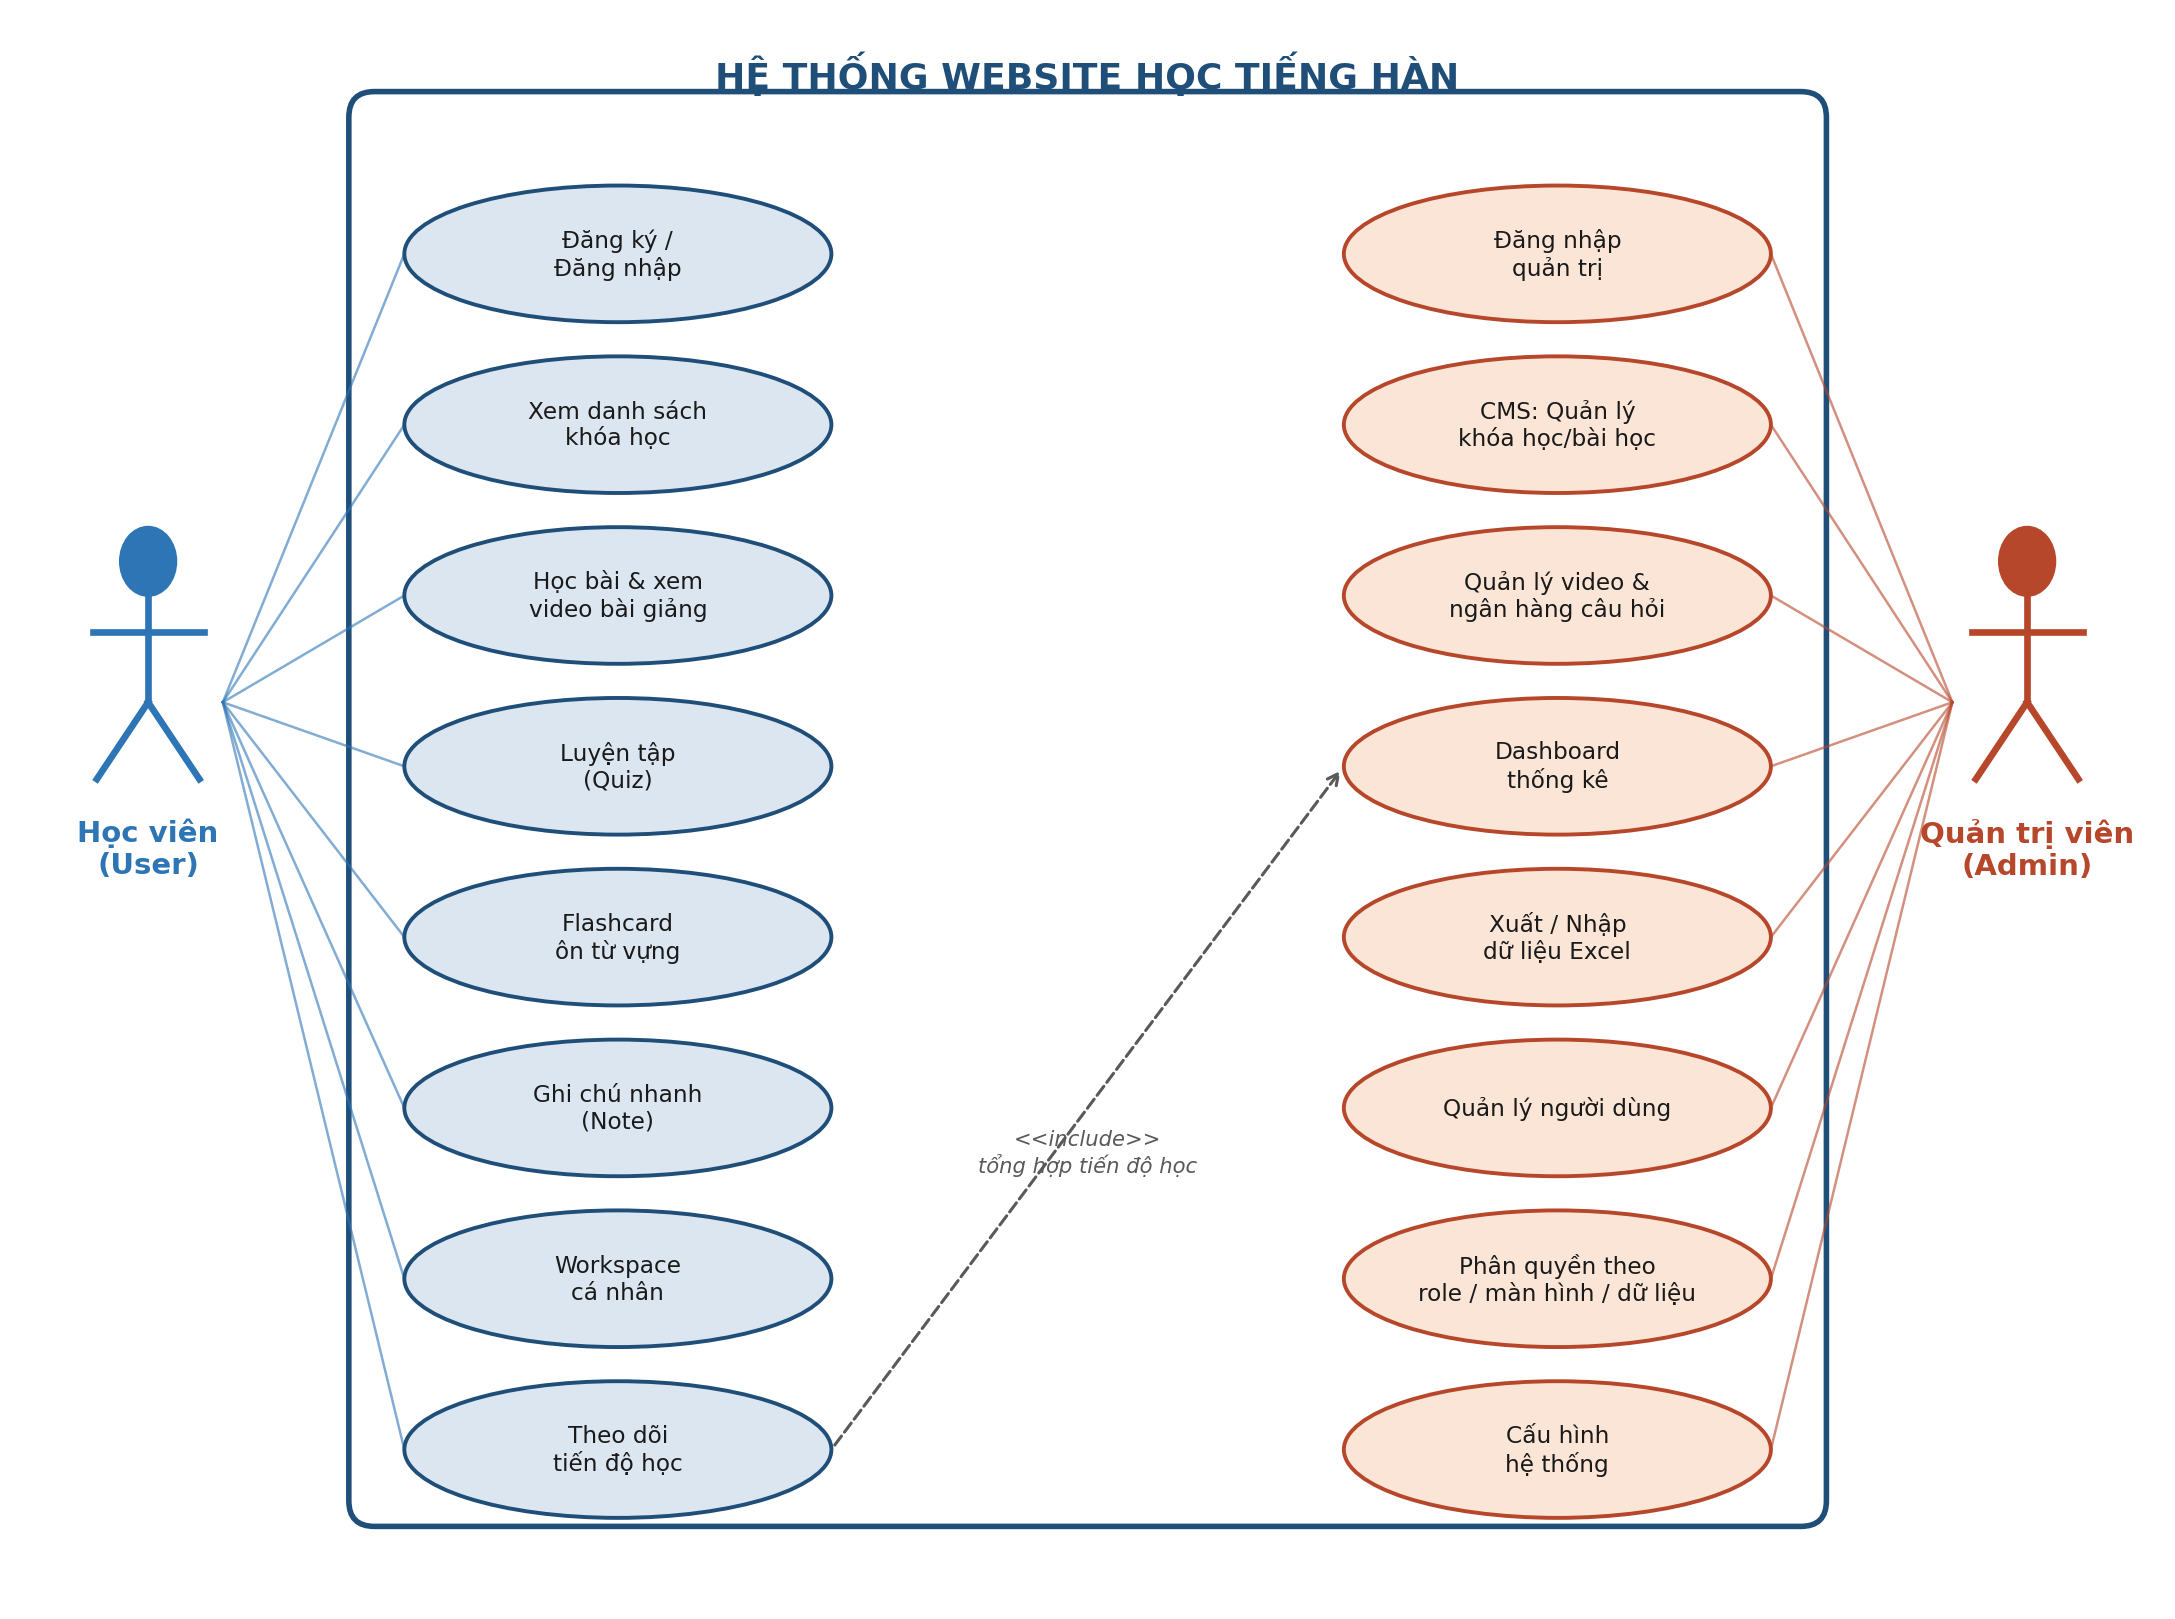 HỆ THỐNG WEBSITE HỌC TIẾNG HÀN
Đăng ký /
Đăng nhập
Xem danh sách
khóa học
Học bài & xem
video bài giảng
Luyện tập
(Quiz)
Flashcard
ôn từ vựng
Ghi chú nhanh
(Note)
Workspace
cá nhân
Theo dõi
tiến độ học
Học viên
(User)
<<include>>
tổng hợp tiến độ học
Đăng nhập
quản trị
CMS: Quản lý
khóa học/bài học
Quản lý video &
ngân hàng câu hỏi
Dashboard
thống kê
Xuất / Nhập
dữ liệu Excel
Quản lý người dùng
Phân quyền theo
role / màn hình / dữ liệu
Cấu hình
hệ thống
Quản trị viên
(Admin)